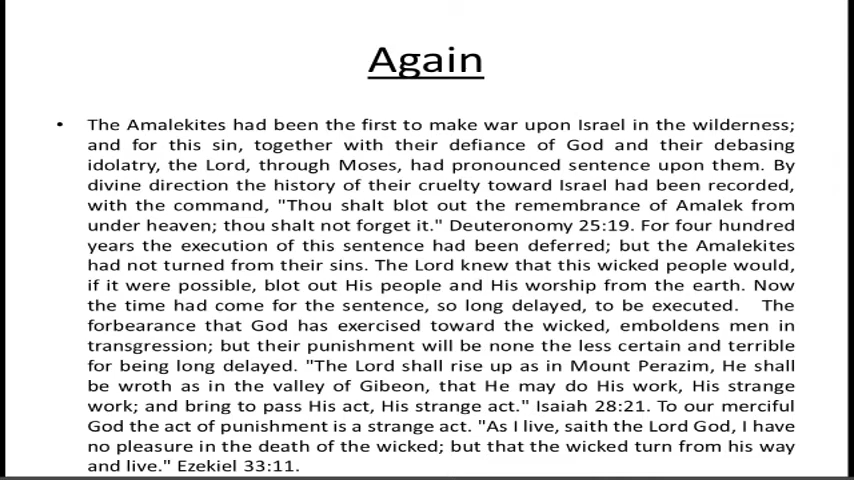 Again
• The Amalekites had been the first to make war upon Israel in the wilderness;
and for this sin, together with their defiance of God and their debasing
idolatry, the Lord, through Moses, had pronounced sentence upon them. By
divine direction the history of their cruelty toward Israel had been recorded,
with the command, "Thou shalt blot out the remembrance of Amalek from
under heaven; thou shalt not forget it." Deuteronomy 25:19. For four hundred
years the execution of this sentence had been deferred; but the Amalekites
had not turned from their sins. The Lord knew that this wicked people would,
if it were possible, blot out His people and His worship from the earth. Now
the time had come for the sentence, so long delayed, to be executed. The
forbearance that God has exercised toward the wicked, emboldens men in
transgression; but their punishment will be none the less certain and terrible
for being long delayed. "The Lord shall rise up as in Mount Perazim, He shall
be wroth as in the valley of Gibeon, that He may do His work, His strange
work; and bring to pass His act, His strange act." Isaiah 28:21. To our merciful
God the act of punishment is a strange act. "As I live, saith the Lord God, I have
no pleasure in the death of the wicked; but that the wicked turn from his way
and live." Ezekiel 33:11.